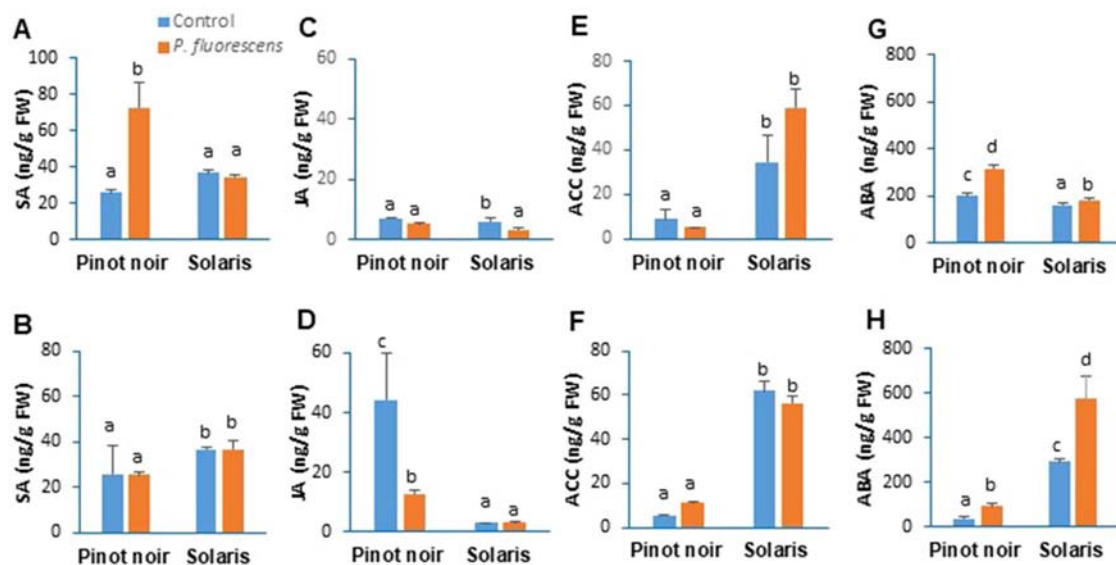 Control
P. fluorescens
A
SA (ng/g FW)
100
80
60
40
20
0
a
b
a
a
Pinot noir
Solaris
C
JA (ng/g FW)
60
40
20
0
a
a
b
a
Pinot noir
Solaris
E
ACC (ng/g FW)
80
60
40
20
0
a
a
b
b
Pinot noir
Solaris
G
ABA (ng/g FW)
800
600
400
200
0
c
d
a
b
Pinot noir
Solaris
B
SA (ng/g FW)
80
60
40
20
0
a
a
b
b
Pinot noir
Solaris
D
JA (ng/g FW)
60
40
20
0
c
b
a
a
Pinot noir
Solaris
F
ACC (ng/g FW)
80
60
40
20
0
a
a
b
b
Pinot noir
Solaris
H
ABA (ng/g FW)
800
600
400
200
0
a
b
c
d
Pinot noir
Solaris